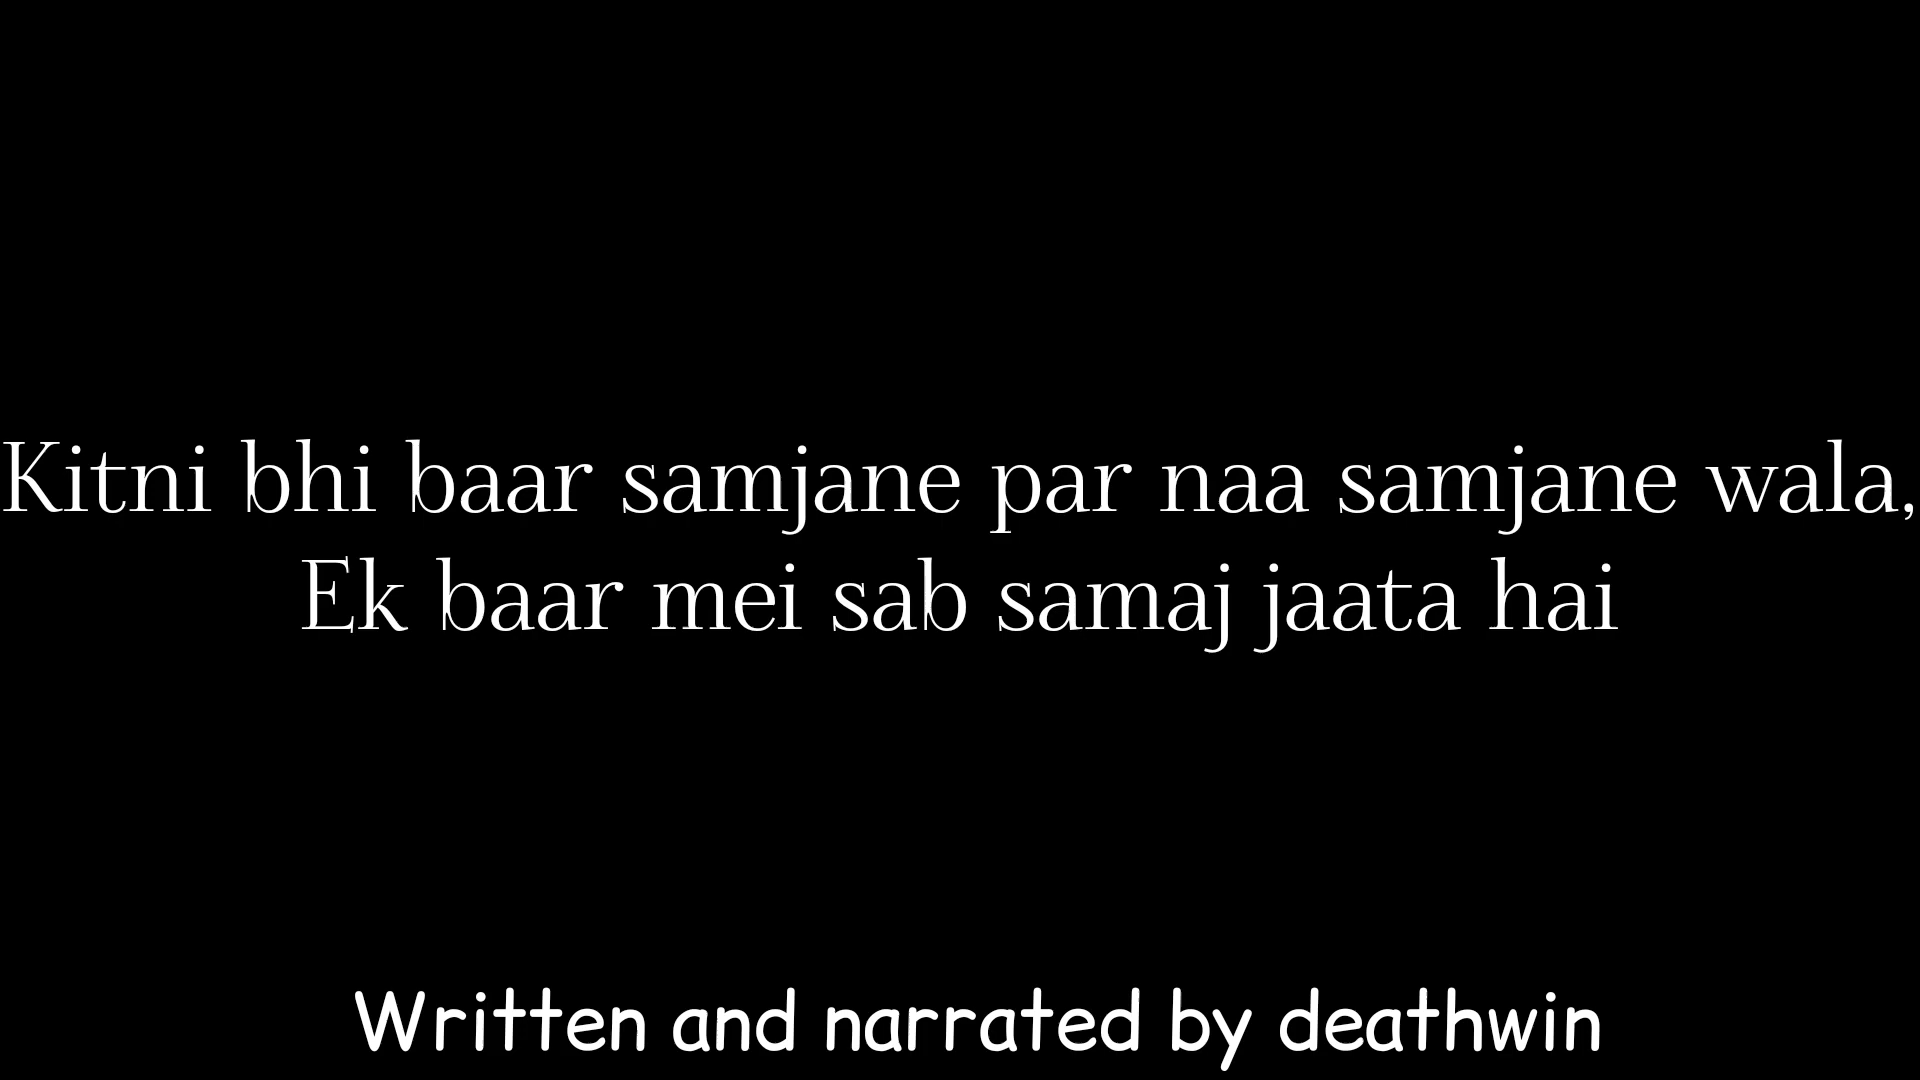 Kitni bhi baar samjane par naa samjane wala,
Ek baar mei sab samaj jaata hai
Written and narrated by deathwin